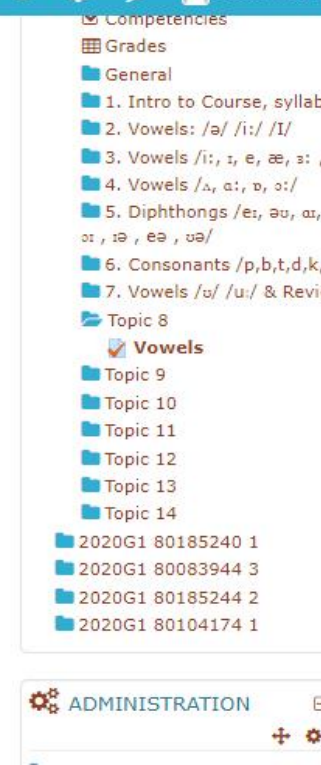 Competencies
Grades
General
1. Intro to Course, syllab
2. Vowels: /ə/ /i:/ /I/
3. Vowels /i:, ɪ, e, æ, ɜ: ,
4. Vowels /ʌ, ɑ:, ɒ, ɔ:/
5. Diphthongs /eɪ, əʊ, aɪ,
ɔɪ , ɪə , eə , ʊə/
6. Consonants /p,b,t,d,k,
7. Vowels /ʊ/ /u:/ & Revi
Topic 8
Vowels
Topic 9
Topic 10
Topic 11
Topic 12
Topic 13
Topic 14
2020G1 80185240 1
2020G1 80083944 3
2020G1 80185244 2
2020G1 80104174 1
ADMINISTRATION